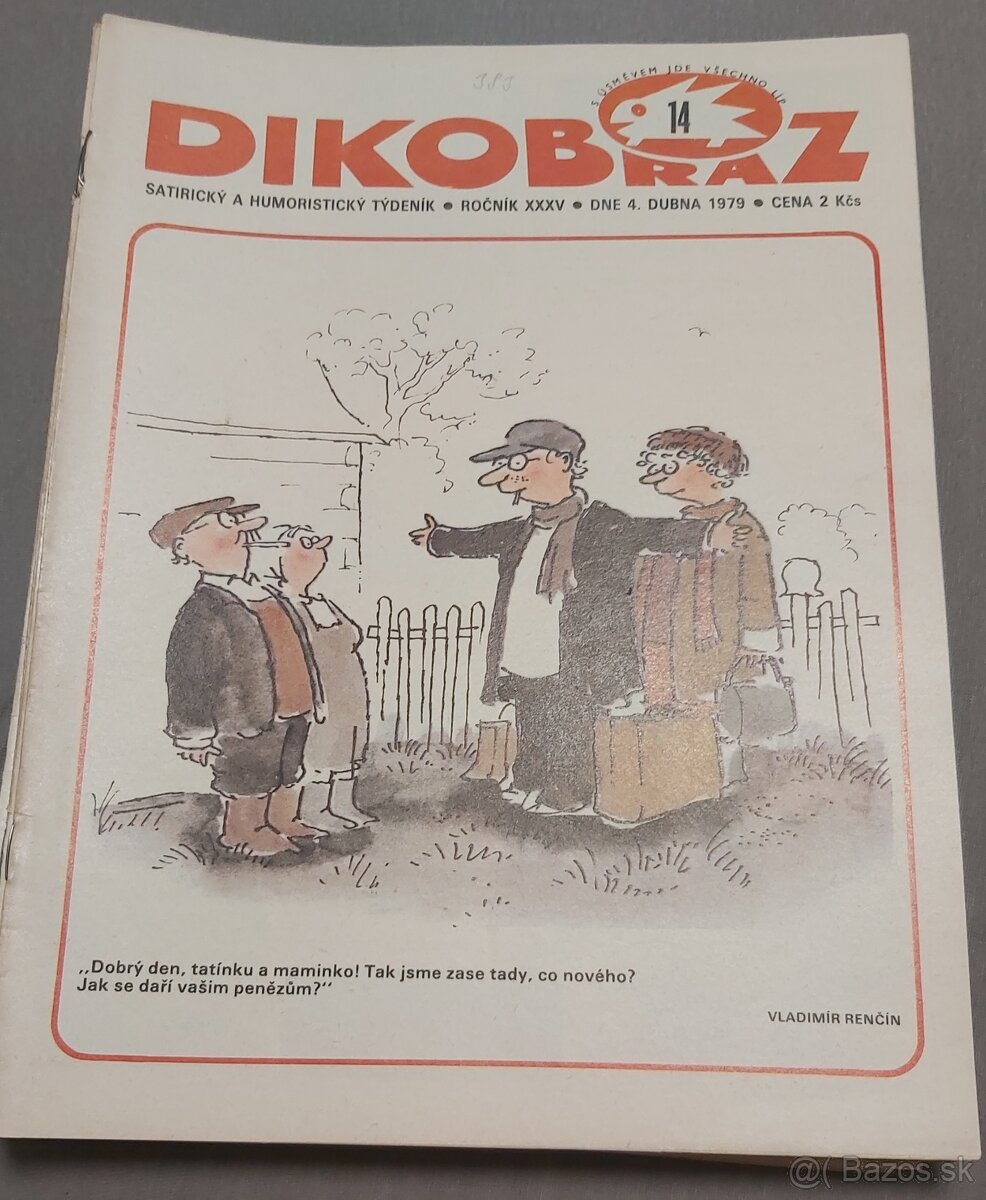 S ÚSMĚVEM JDE VŠECHNO LÍP
14
DIKOBRAZ
SATIRICKÝ A HUMORISTICKÝ TÝDENÍK ● ROČNÍK XXXV ● DNE 4. DUBNA 1979 ● CENA 2 Kčs
,,Dobrý den, tatínku a maminko! Tak jsme zase tady, co nového?
Jak se daří vašim penězům?"
VLADIMÍR RENČÍN
@( Bazos.sk